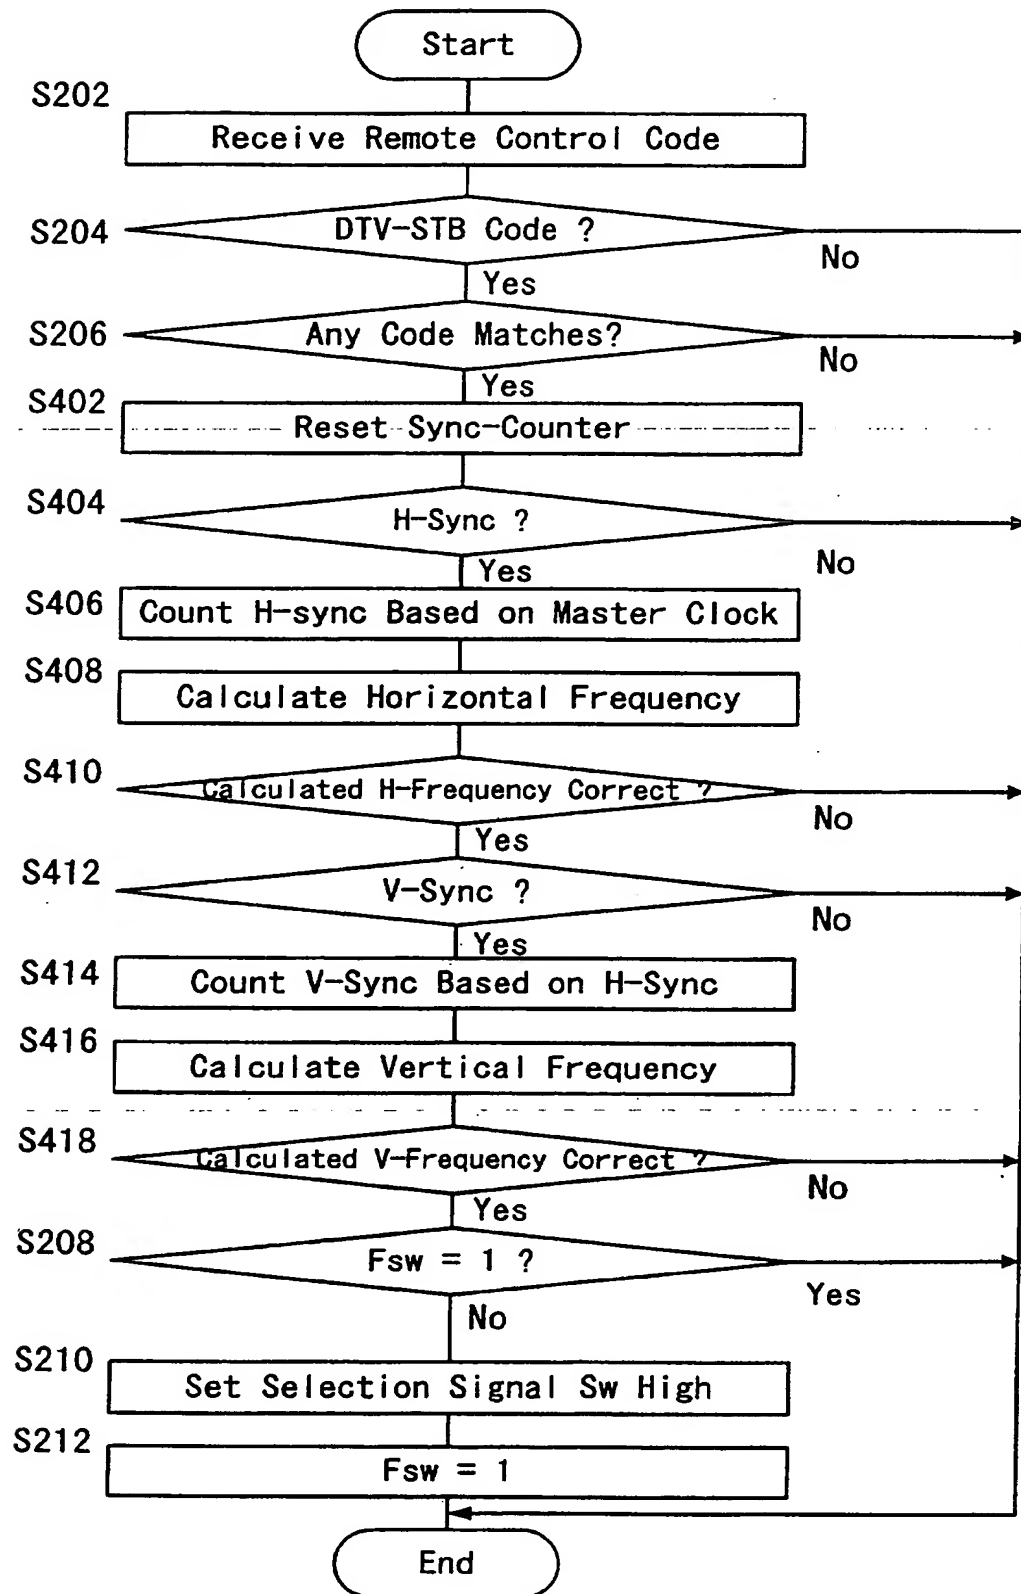 Start
S202
Receive Remote Control Code
S204
DTV-STB Code ?
No
Yes
S206
Any Code Matches?
No
Yes
S402
Reset Sync-Counter
S404
H-Sync ?
No
Yes
S406
Count H-sync Based on Master Clock
S408
Calculate Horizontal Frequency
S410
Calculated H-Frequency Correct ?
No
Yes
S412
V-Sync ?
No
Yes
S414
Count V-Sync Based on H-Sync
S416
Calculate Vertical Frequency
S418
Calculated V-Frequency Correct ?
No
Yes
S208
Fsw = 1 ?
Yes
No
S210
Set Selection Signal Sw High
S212
Fsw = 1
End